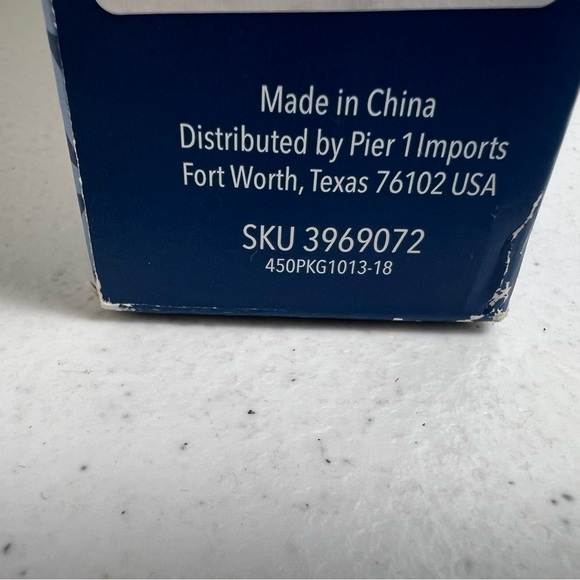 Made in China
Distributed by Pier 1 Imports
Fort Worth, Texas 76102 USA
SKU 3969072
450PKG1013-18